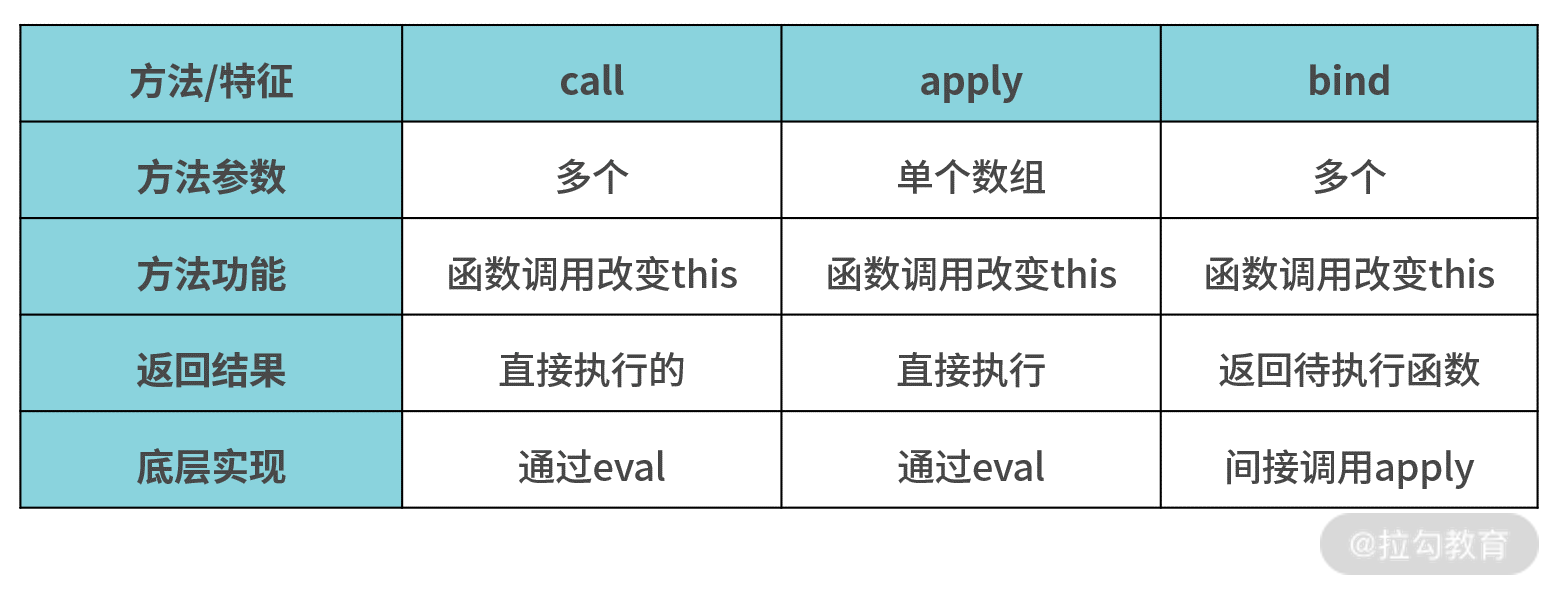 方法/特征 call apply bind
方法参数 多个 单个数组 多个
方法功能 函数调用改变this 函数调用改变this 函数调用改变this
返回结果 直接执行的 直接执行 返回待执行函数
底层实现 通过eval 通过eval 间接调用apply
@拉勾教育